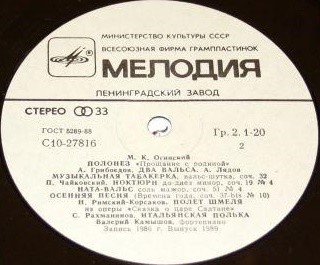 МИНИСТЕРСТВО КУЛЬТУРЫ СССР
ВСЕСОЮЗНАЯ ФИРМА ГРАМПЛАСТИНОК
МЕЛОДИЯ
ЛЕНИНГРАДСКИЙ ЗАВОД
СТЕРЕО 33
ГОСТ 5289-88
Гр. 2. 1-20
С10-27816
2
М. К. Огинский
ПОЛОНЕЗ «Прощание с родиной»
А. Грибоедов, ДВА ВАЛЬСА. А. Лядов
МУЗЫКАЛЬНАЯ ТАБАКЕРКА, вальс-шутка, соч. 32
П. Чайковский. НОКТЮРН до-диез минор, соч. 19 № 4
НАТА-ВАЛЬС соль мажор, соч. 51 № 4
ОСЕННЯЯ ПЕСНЯ (Времена года, соч. 37-bis № 10)
Н. Римский-Корсаков. ПОЛЕТ ШМЕЛЯ
из оперы «Сказка о царе Салтане»
С. Рахманинов. ИТАЛЬЯНСКАЯ ПОЛЬКА
Валерий Камышов, фортепиано
Запись 1986 г. Выпуск 1989